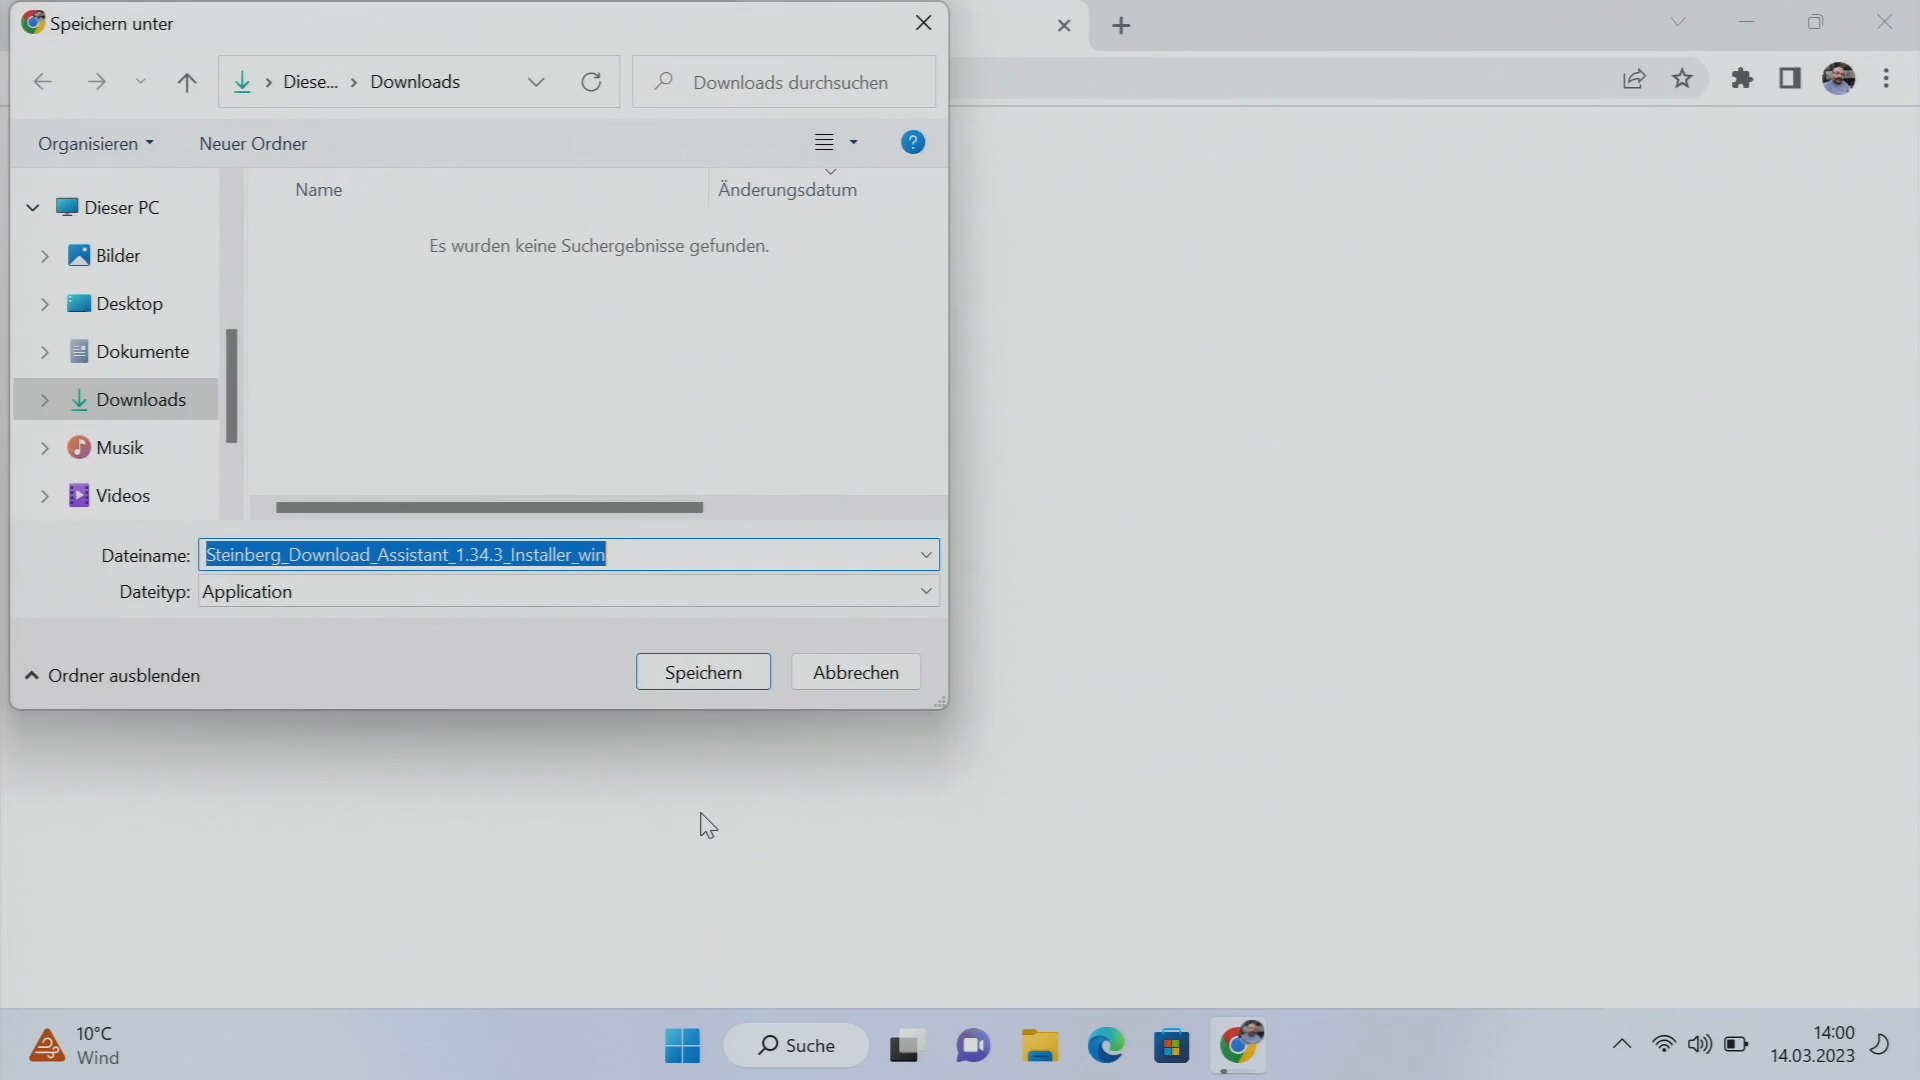 Speichern unter
Diese... Downloads
Downloads durchsuchen
Organisieren
Neuer Ordner
Name
Änderungsdatum
Dieser PC
Es wurden keine Suchergebnisse gefunden.
Bilder
Desktop
Dokumente
Downloads
Musik
Videos
Dateiname: Steinberg_Download_Assistant_1.34.3_Installer_win
Dateityp: Application
Ordner ausblenden
Speichern
Abbrechen
10°C
Wind
Suche
14:00
14.03.2023